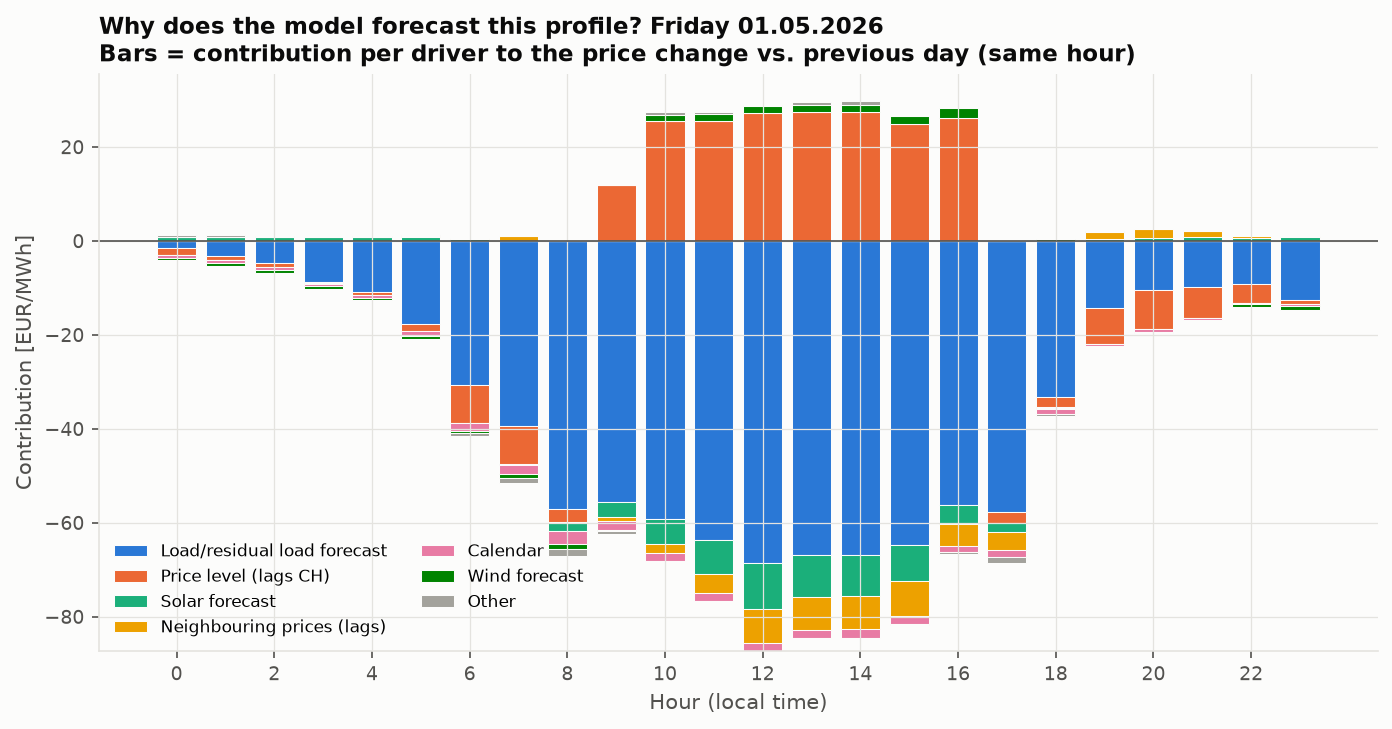 Why does the model forecast this profile? Friday 01.05.2026
Bars = contribution per driver to the price change vs. previous day (same hour)
Contribution [EUR/MWh]
20
0
−20
−40
−60
−80
Load/residual load forecast
Price level (lags CH)
Solar forecast
Neighbouring prices (lags)
Calendar
Wind forecast
Other
0 2 4 6 8 10 12 14 16 18 20 22
Hour (local time)